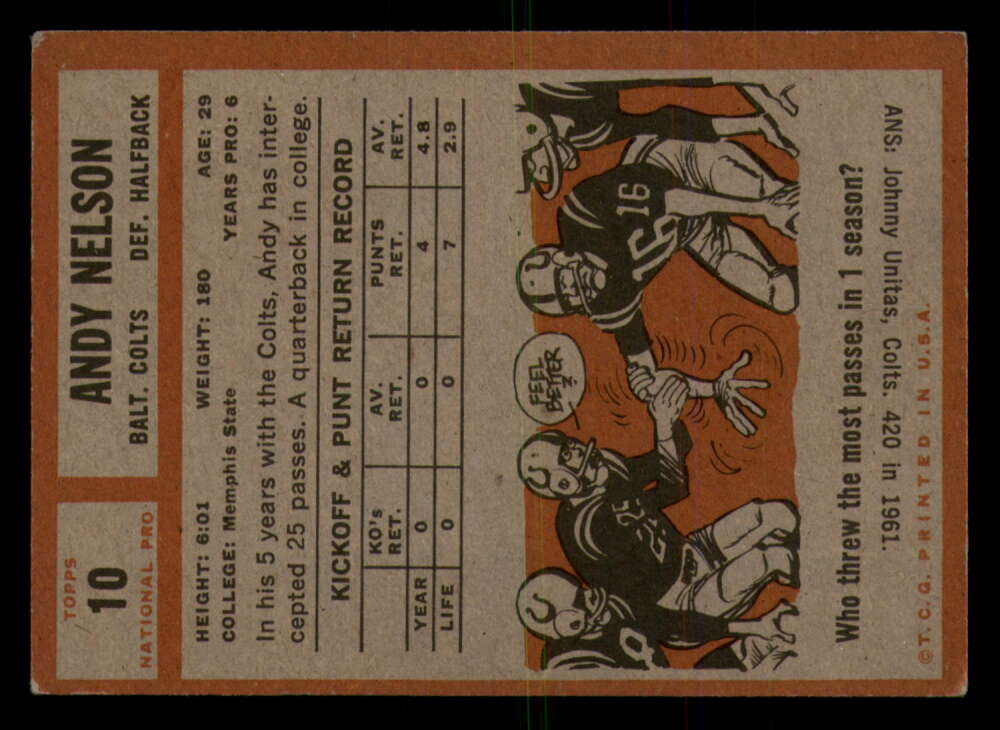 TOPPS
10
NATIONAL PRO
ANDY NELSON
BALT. COLTS DEF. HALFBACK
HEIGHT: 6:01 WEIGHT: 180 AGE: 29
COLLEGE: Memphis State YEARS PRO: 6
In his 5 years with the Colts, Andy has inter-
cepted 25 passes. A quarterback in college.
KICKOFF & PUNT RETURN RECORD
KO's RET. AV. RET. PUNTS RET. AV. RET.
YEAR 0 0 4 4.8
LIFE 0 0 7 2.9
FEEL
BETTER
?
16
25
Who threw the most passes in 1 season?
ANS: Johnny Unitas, Colts. 420 in 1961.
© T.C.G. PRINTED IN U.S.A.